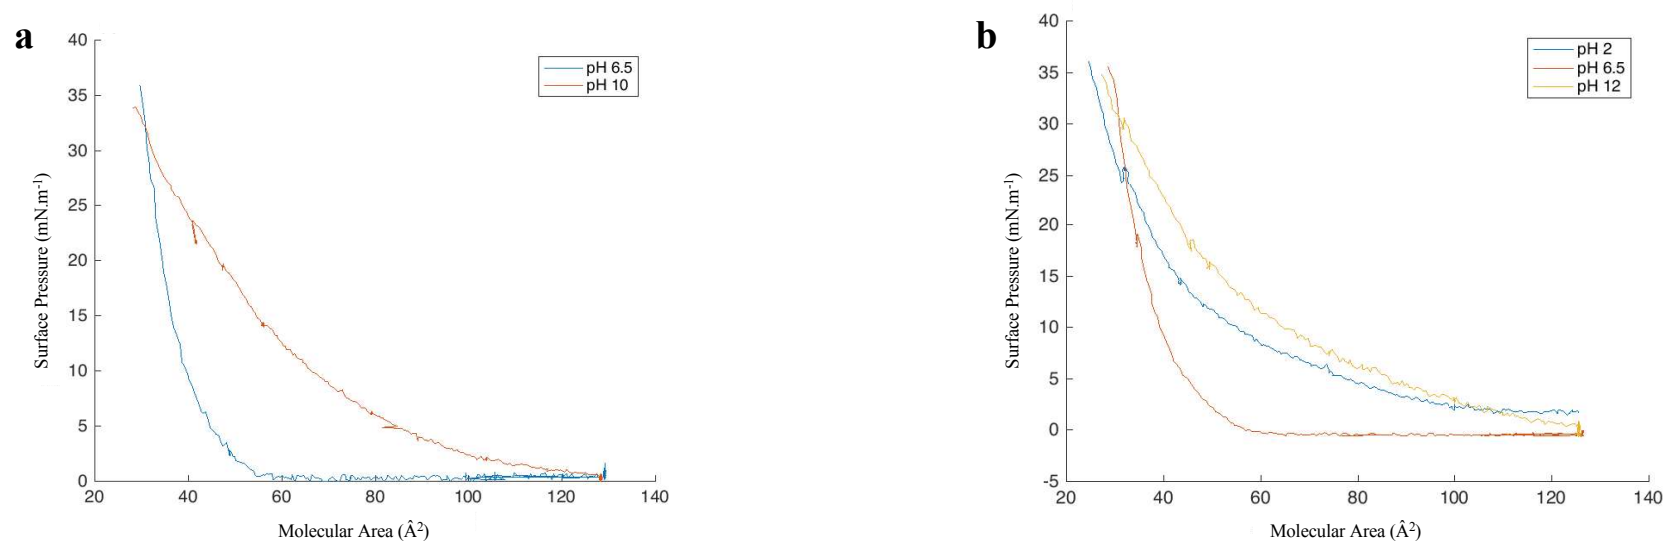 a
40
35
30
25
20
15
10
5
0
20 40 60 80 100 120 140
Surface Pressure (mN.m-1)
Molecular Area (Å2)
pH 6.5
pH 10
b
40
35
30
25
20
15
10
5
0
-5
20 40 60 80 100 120 140
Surface Pressure (mN.m-1)
Molecular Area (Å2)
pH 2
pH 6.5
pH 12